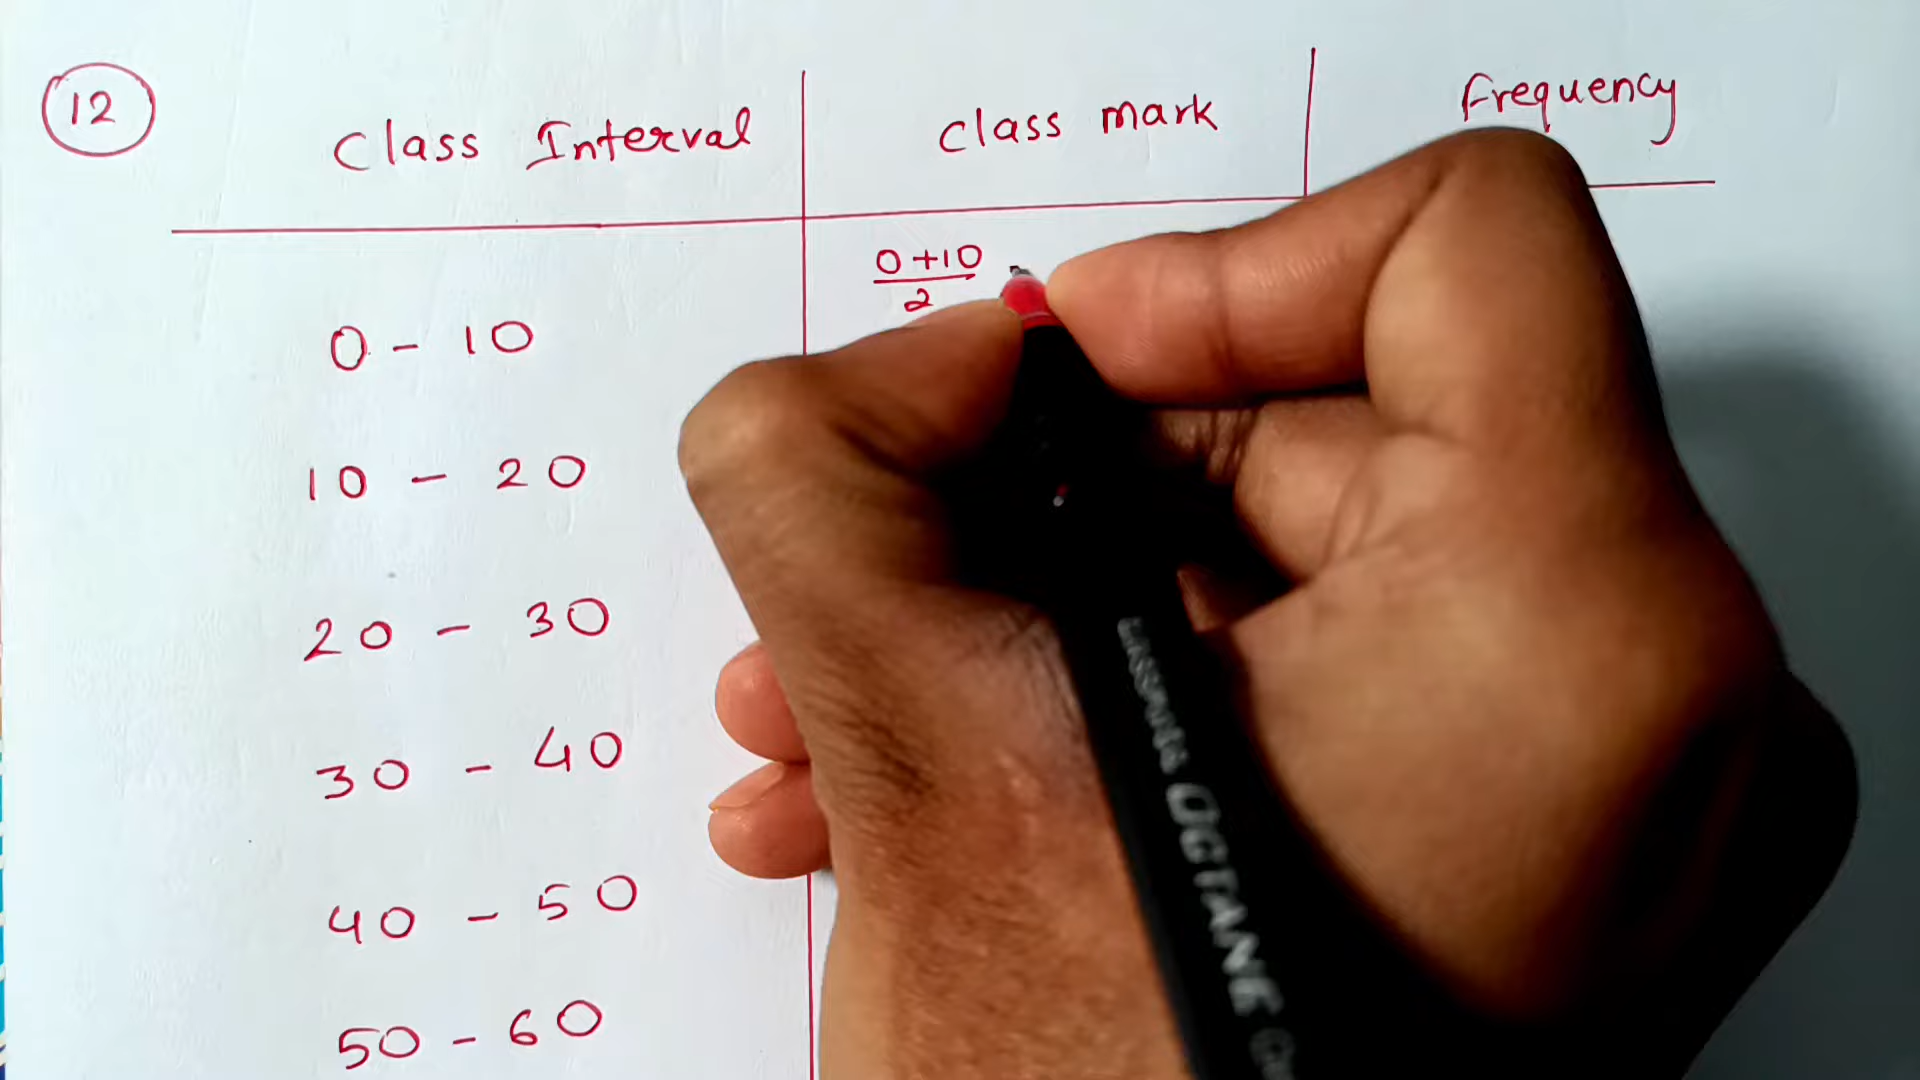 12
Class Interval class mark frequency
0+10
2
0 - 10
10 - 20
20 - 30
30 - 40
40 - 50
50 - 60
OCTANE